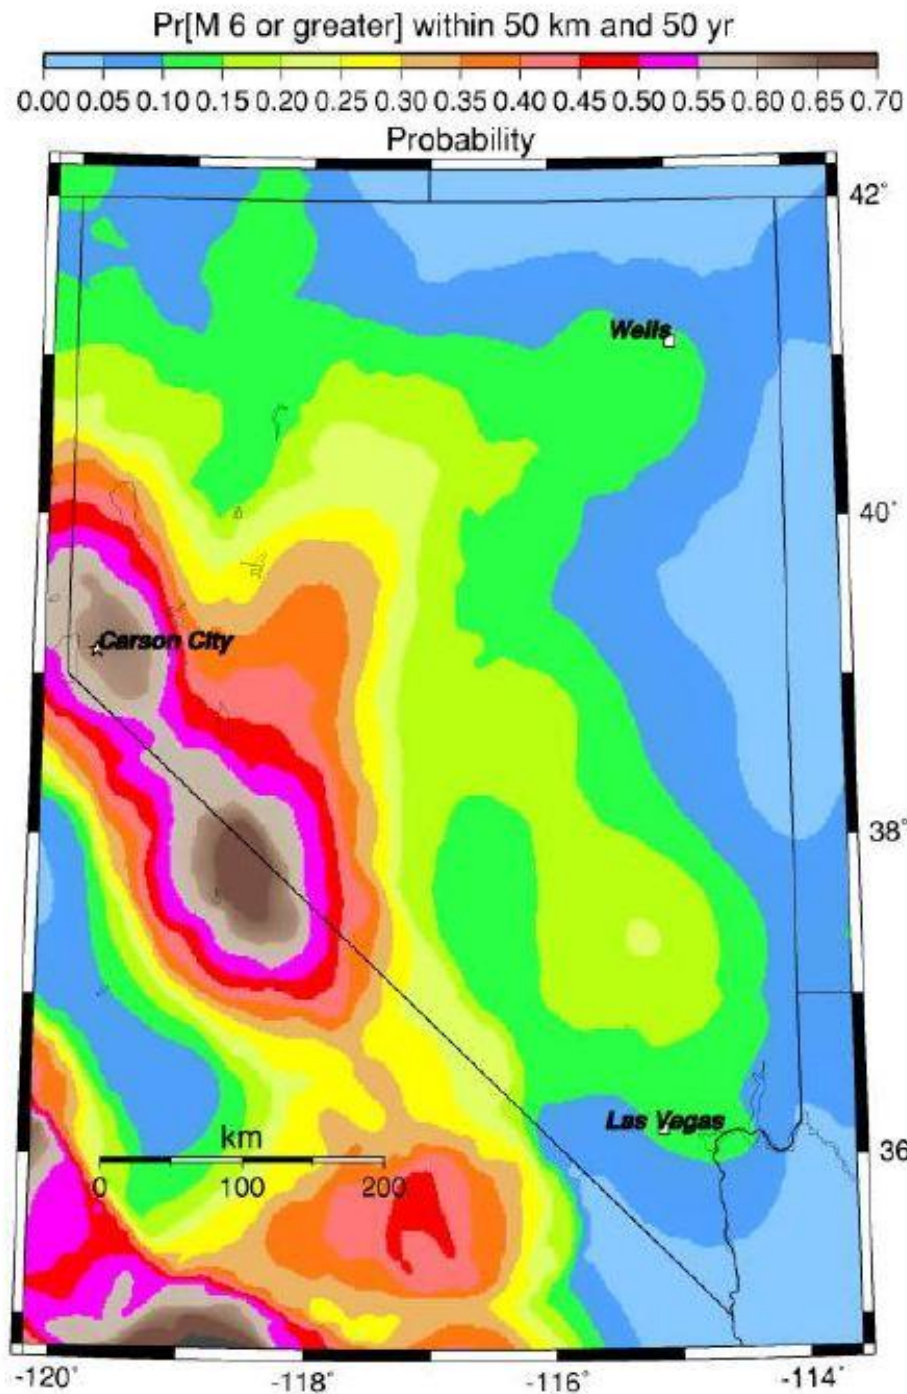 Pr[M 6 or greater] within 50 km and 50 yr
0.00 0.05 0.10 0.15 0.20 0.25 0.30 0.35 0.40 0.45 0.50 0.55 0.60 0.65 0.70
Probability
42°
Wells
40°
Carson City
38°
Las Vegas
36
km
0 100 200
-120° -118° -116° -114°